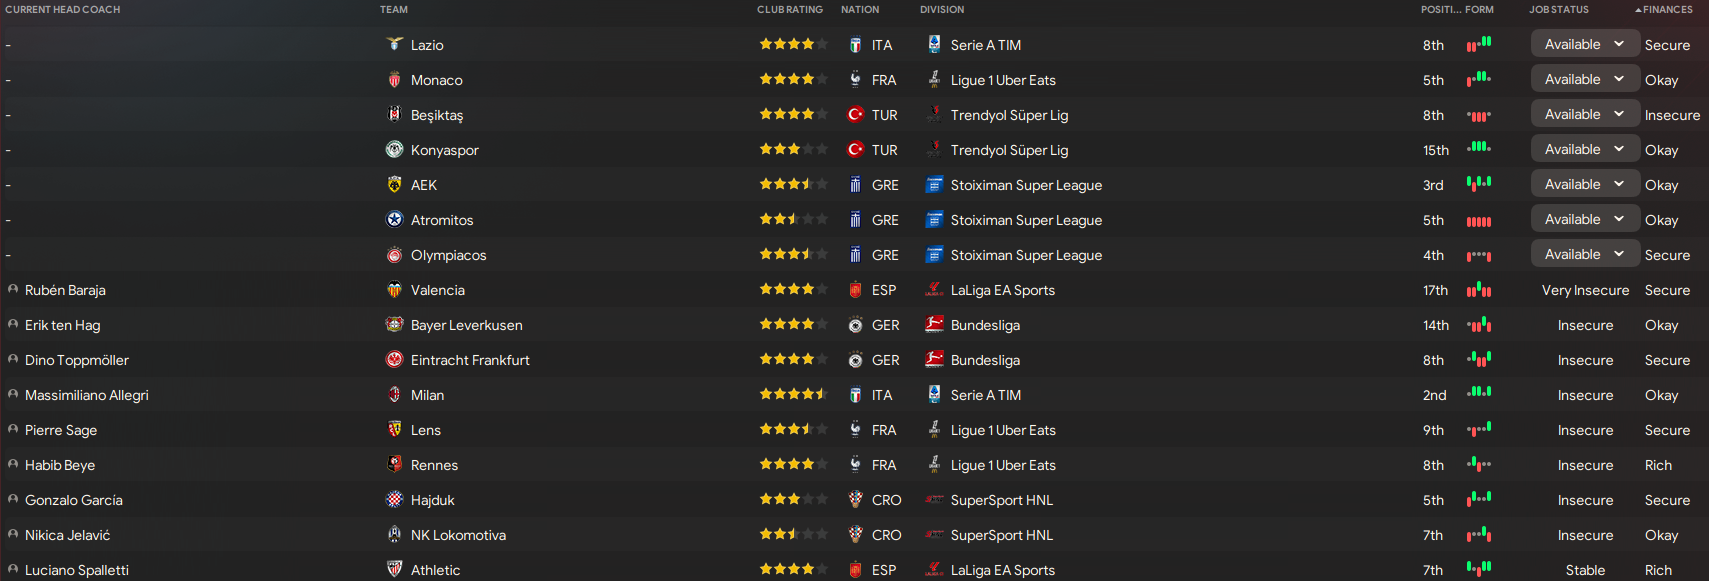 CURRENT HEAD COACH TEAM CLUB RATING NATION DIVISION POSITI... FORM JOB STATUS FINANCES
- Lazio ITA Serie A TIM 8th Available Secure
- Monaco FRA Ligue 1 Uber Eats 5th Available Okay
- Beşiktaş TUR Trendyol Süper Lig 8th Available Insecure
- Konyaspor TUR Trendyol Süper Lig 15th Available Okay
- AEK GRE Stoiximan Super League 3rd Available Okay
- Atromitos GRE Stoiximan Super League 5th Available Okay
- Olympiacos GRE Stoiximan Super League 4th Available Secure
Rubén Baraja Valencia ESP LaLiga EA Sports 17th Very Insecure Secure
Erik ten Hag Bayer Leverkusen GER Bundesliga 14th Insecure Okay
Dino Toppmöller Eintracht Frankfurt GER Bundesliga 8th Insecure Secure
Massimiliano Allegri Milan ITA Serie A TIM 2nd Insecure Okay
Pierre Sage Lens FRA Ligue 1 Uber Eats 9th Insecure Secure
Habib Beye Rennes FRA Ligue 1 Uber Eats 8th Insecure Rich
Gonzalo García Hajduk CRO SuperSport HNL 5th Insecure Secure
Nikica Jelavić NK Lokomotiva CRO SuperSport HNL 7th Insecure Okay
Luciano Spalletti Athletic ESP LaLiga EA Sports 7th Stable Rich